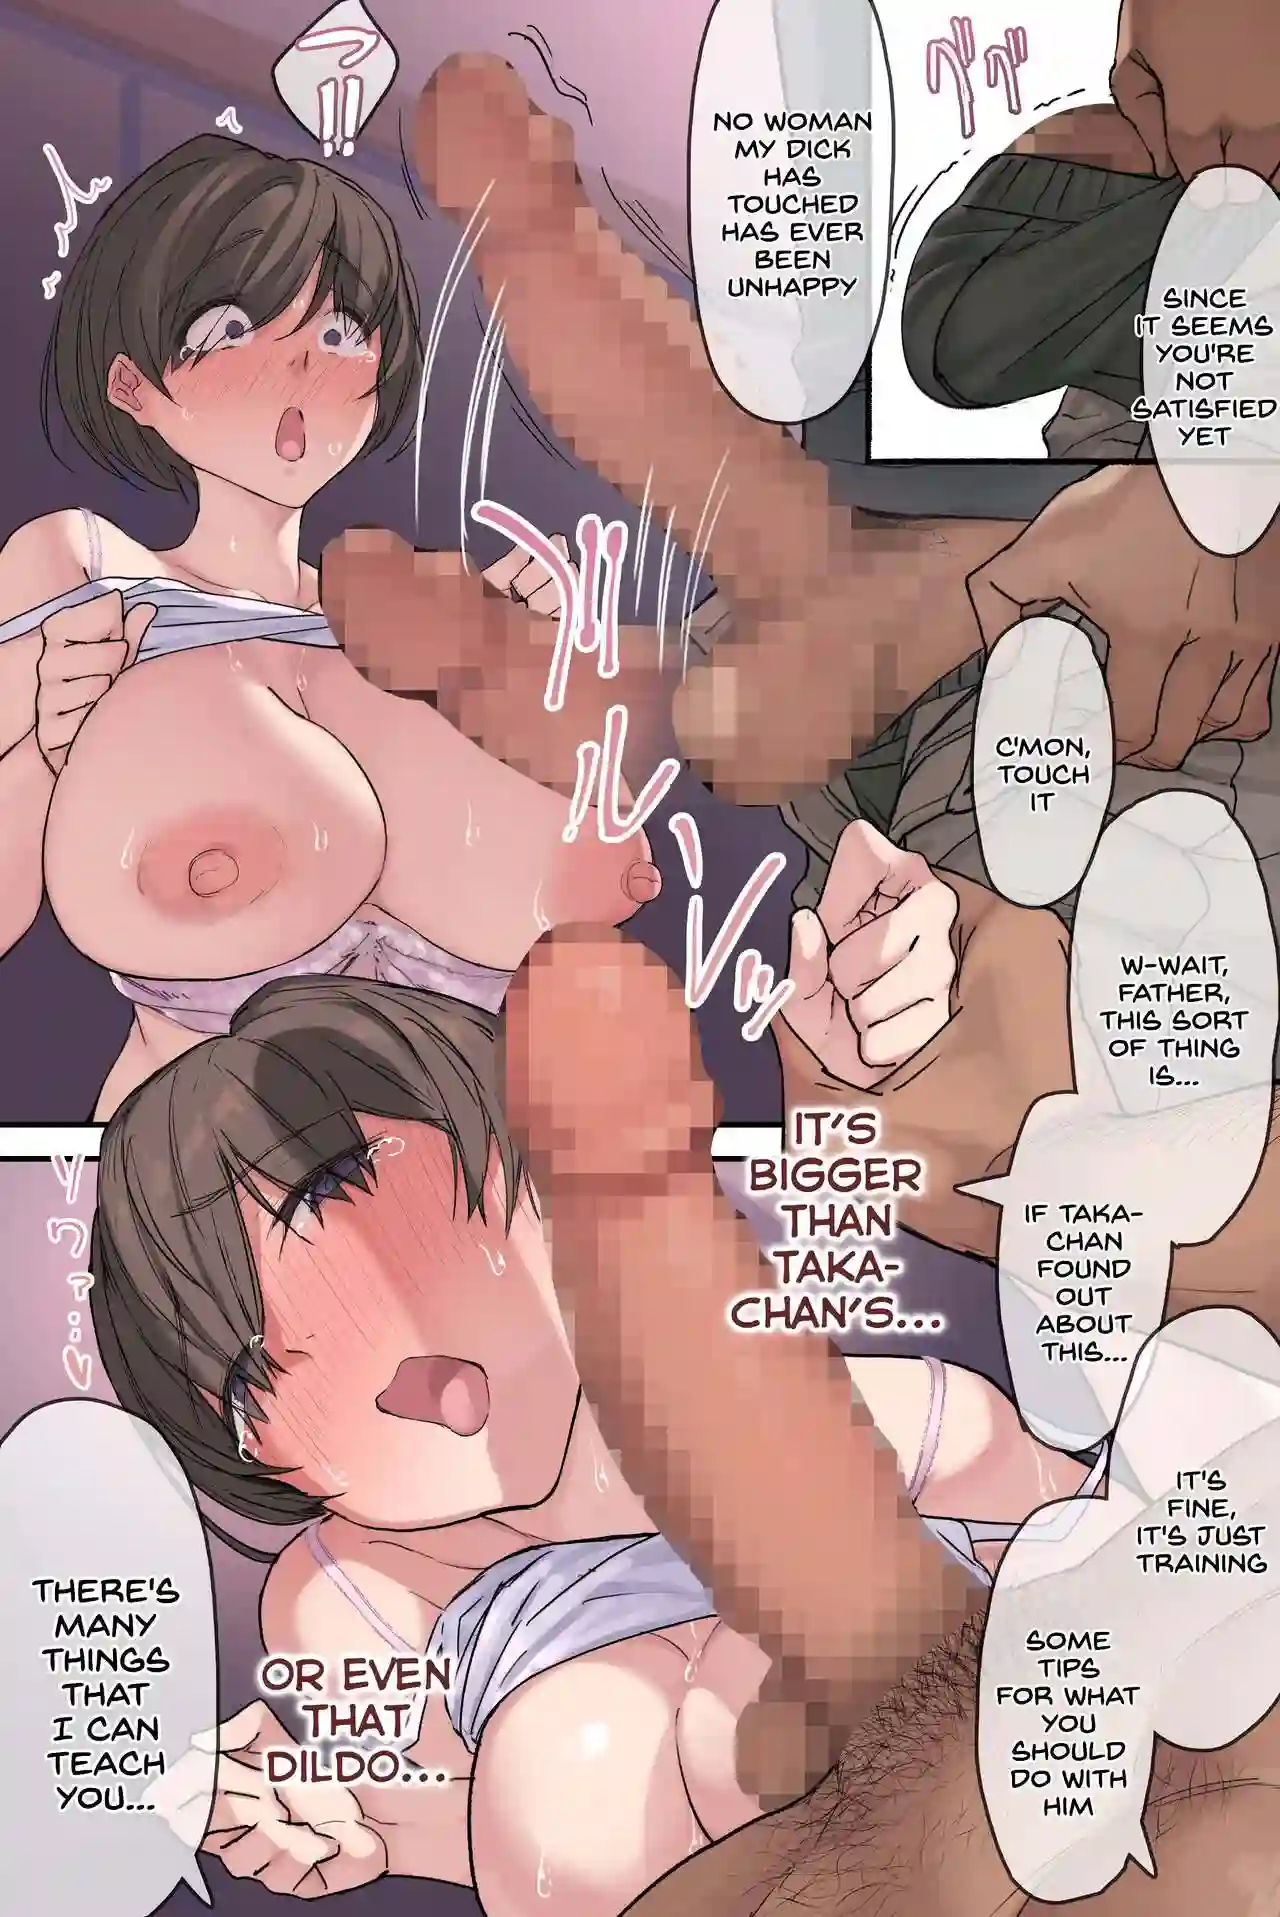 SINCE
IT SEEMS
YOU'RE
NOT
SATISFIED
YET
ググ
NO WOMAN
MY DICK
HAS
TOUCHED
HAS EVER
BEEN
UNHAPPY
っ!!
C'MON,
TOUCH
IT
W-WAIT,
FATHER,
THIS SORT
OF THING
IS...
IF TAKA-
CHAN
FOUND
OUT
ABOUT
THIS...
IT'S
BIGGER
THAN
TAKA-
CHAN'S...
IT'S
FINE,
IT'S JUST
TRAINING
SOME
TIPS
FOR WHAT
YOU
SHOULD
DO WITH
HIM
OR EVEN
THAT
DILDO...
THERE'S
MANY
THINGS
THAT
I CAN
TEACH
YOU...